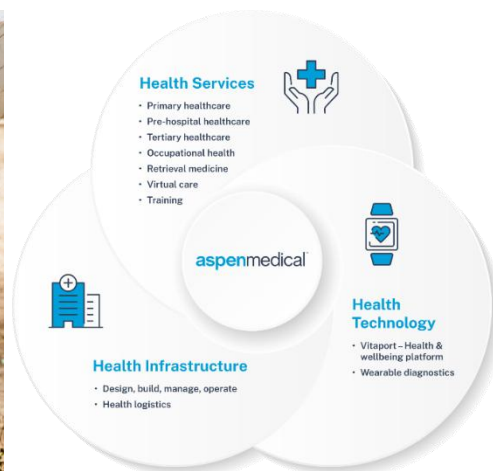 Health Services
• Primary healthcare
• Pre-hospital healthcare
• Tertiary healthcare
• Occupational health
• Retrieval medicine
• Virtual care
• Training
aspenmedical
Health
Technology
• Vitaport – Health &
wellbeing platform
• Wearable diagnostics
Health Infrastructure
• Design, build, manage, operate
• Health logistics